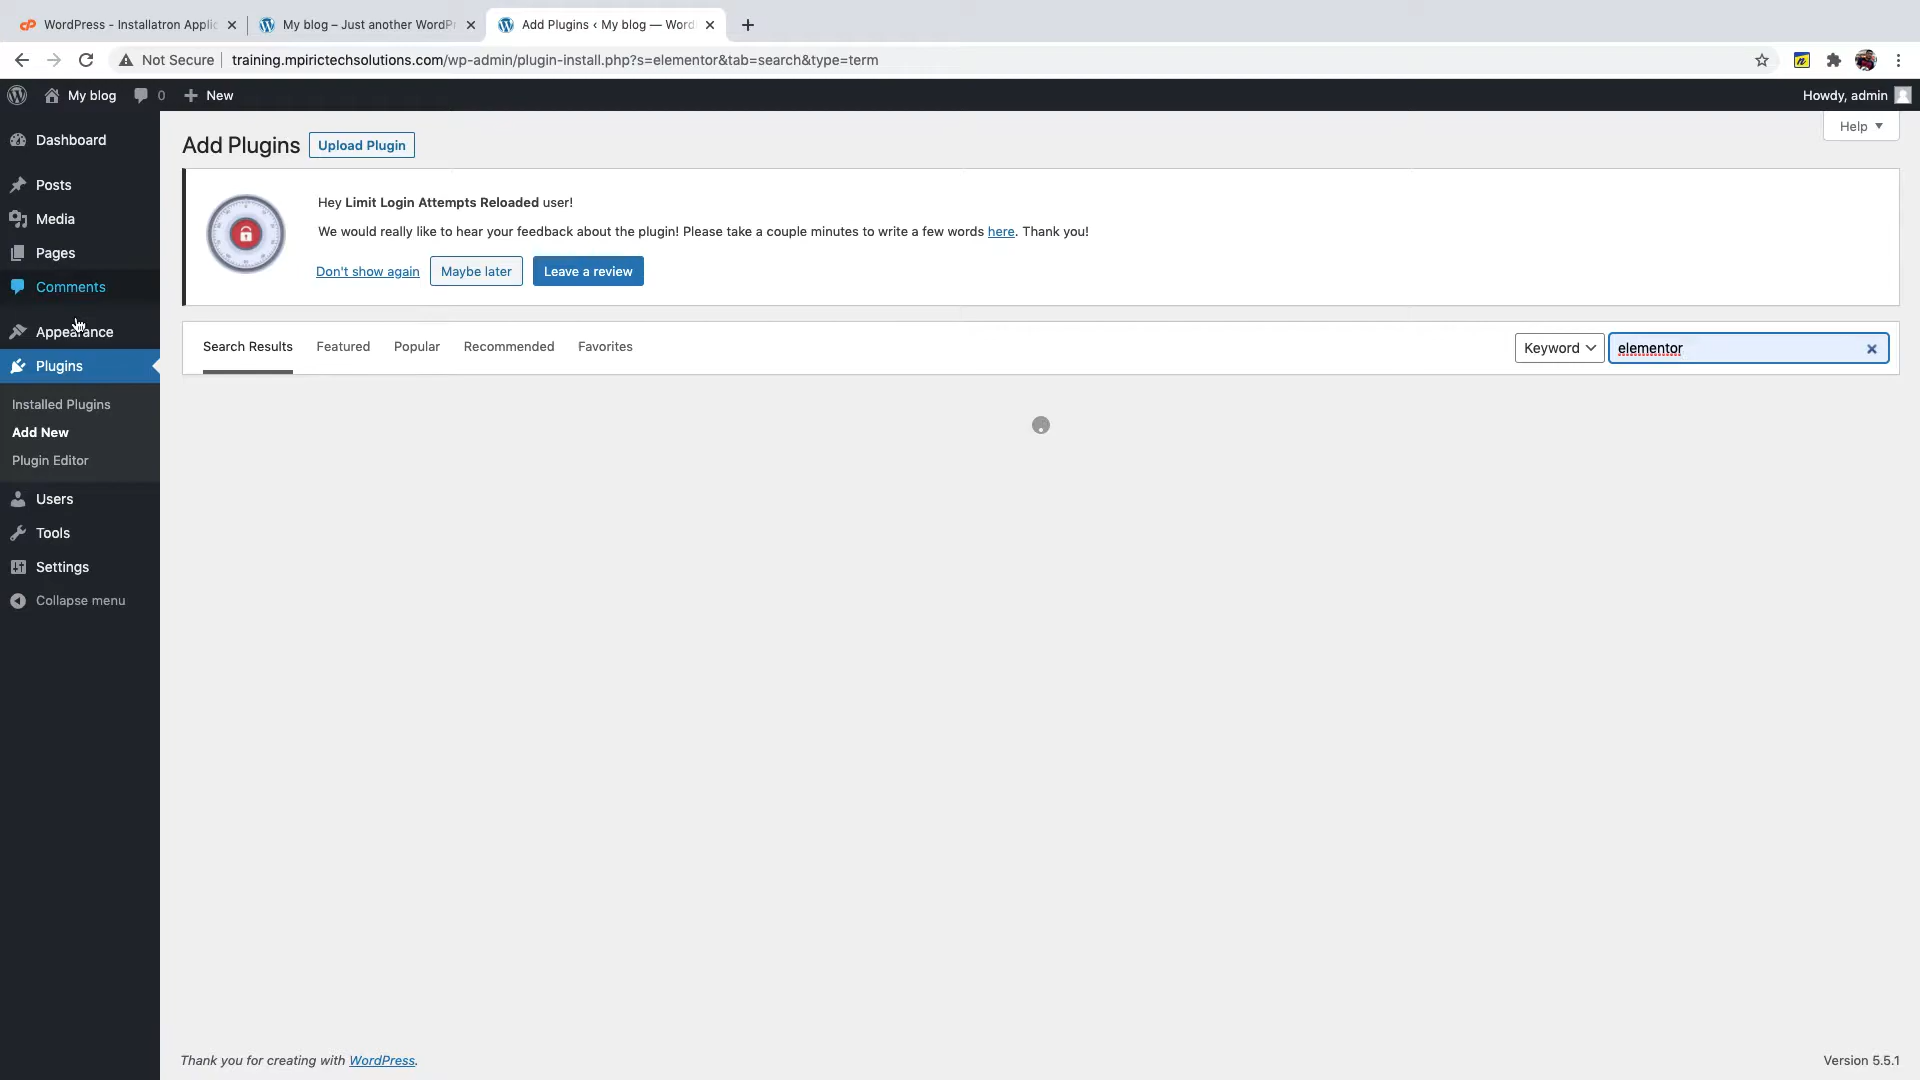 WordPress - Installatron Applic
My blog – Just another WordPr
Add Plugins ‹ My blog — Word
Not Secure
training.mpirictechsolutions.com/wp-admin/plugin-install.php?s=elementor&tab=search&type=term
My blog
0
New
Howdy, admin
Dashboard
Posts
Media
Pages
Comments
Appearance
Plugins
Installed Plugins
Add New
Plugin Editor
Users
Tools
Settings
Collapse menu
Add Plugins
Upload Plugin
Help
Hey Limit Login Attempts Reloaded user!
We would really like to hear your feedback about the plugin! Please take a couple minutes to write a few words here. Thank you!
Don't show again
Maybe later
Leave a review
Search Results
Featured
Popular
Recommended
Favorites
Keyword
elementor
Thank you for creating with WordPress.
Version 5.5.1